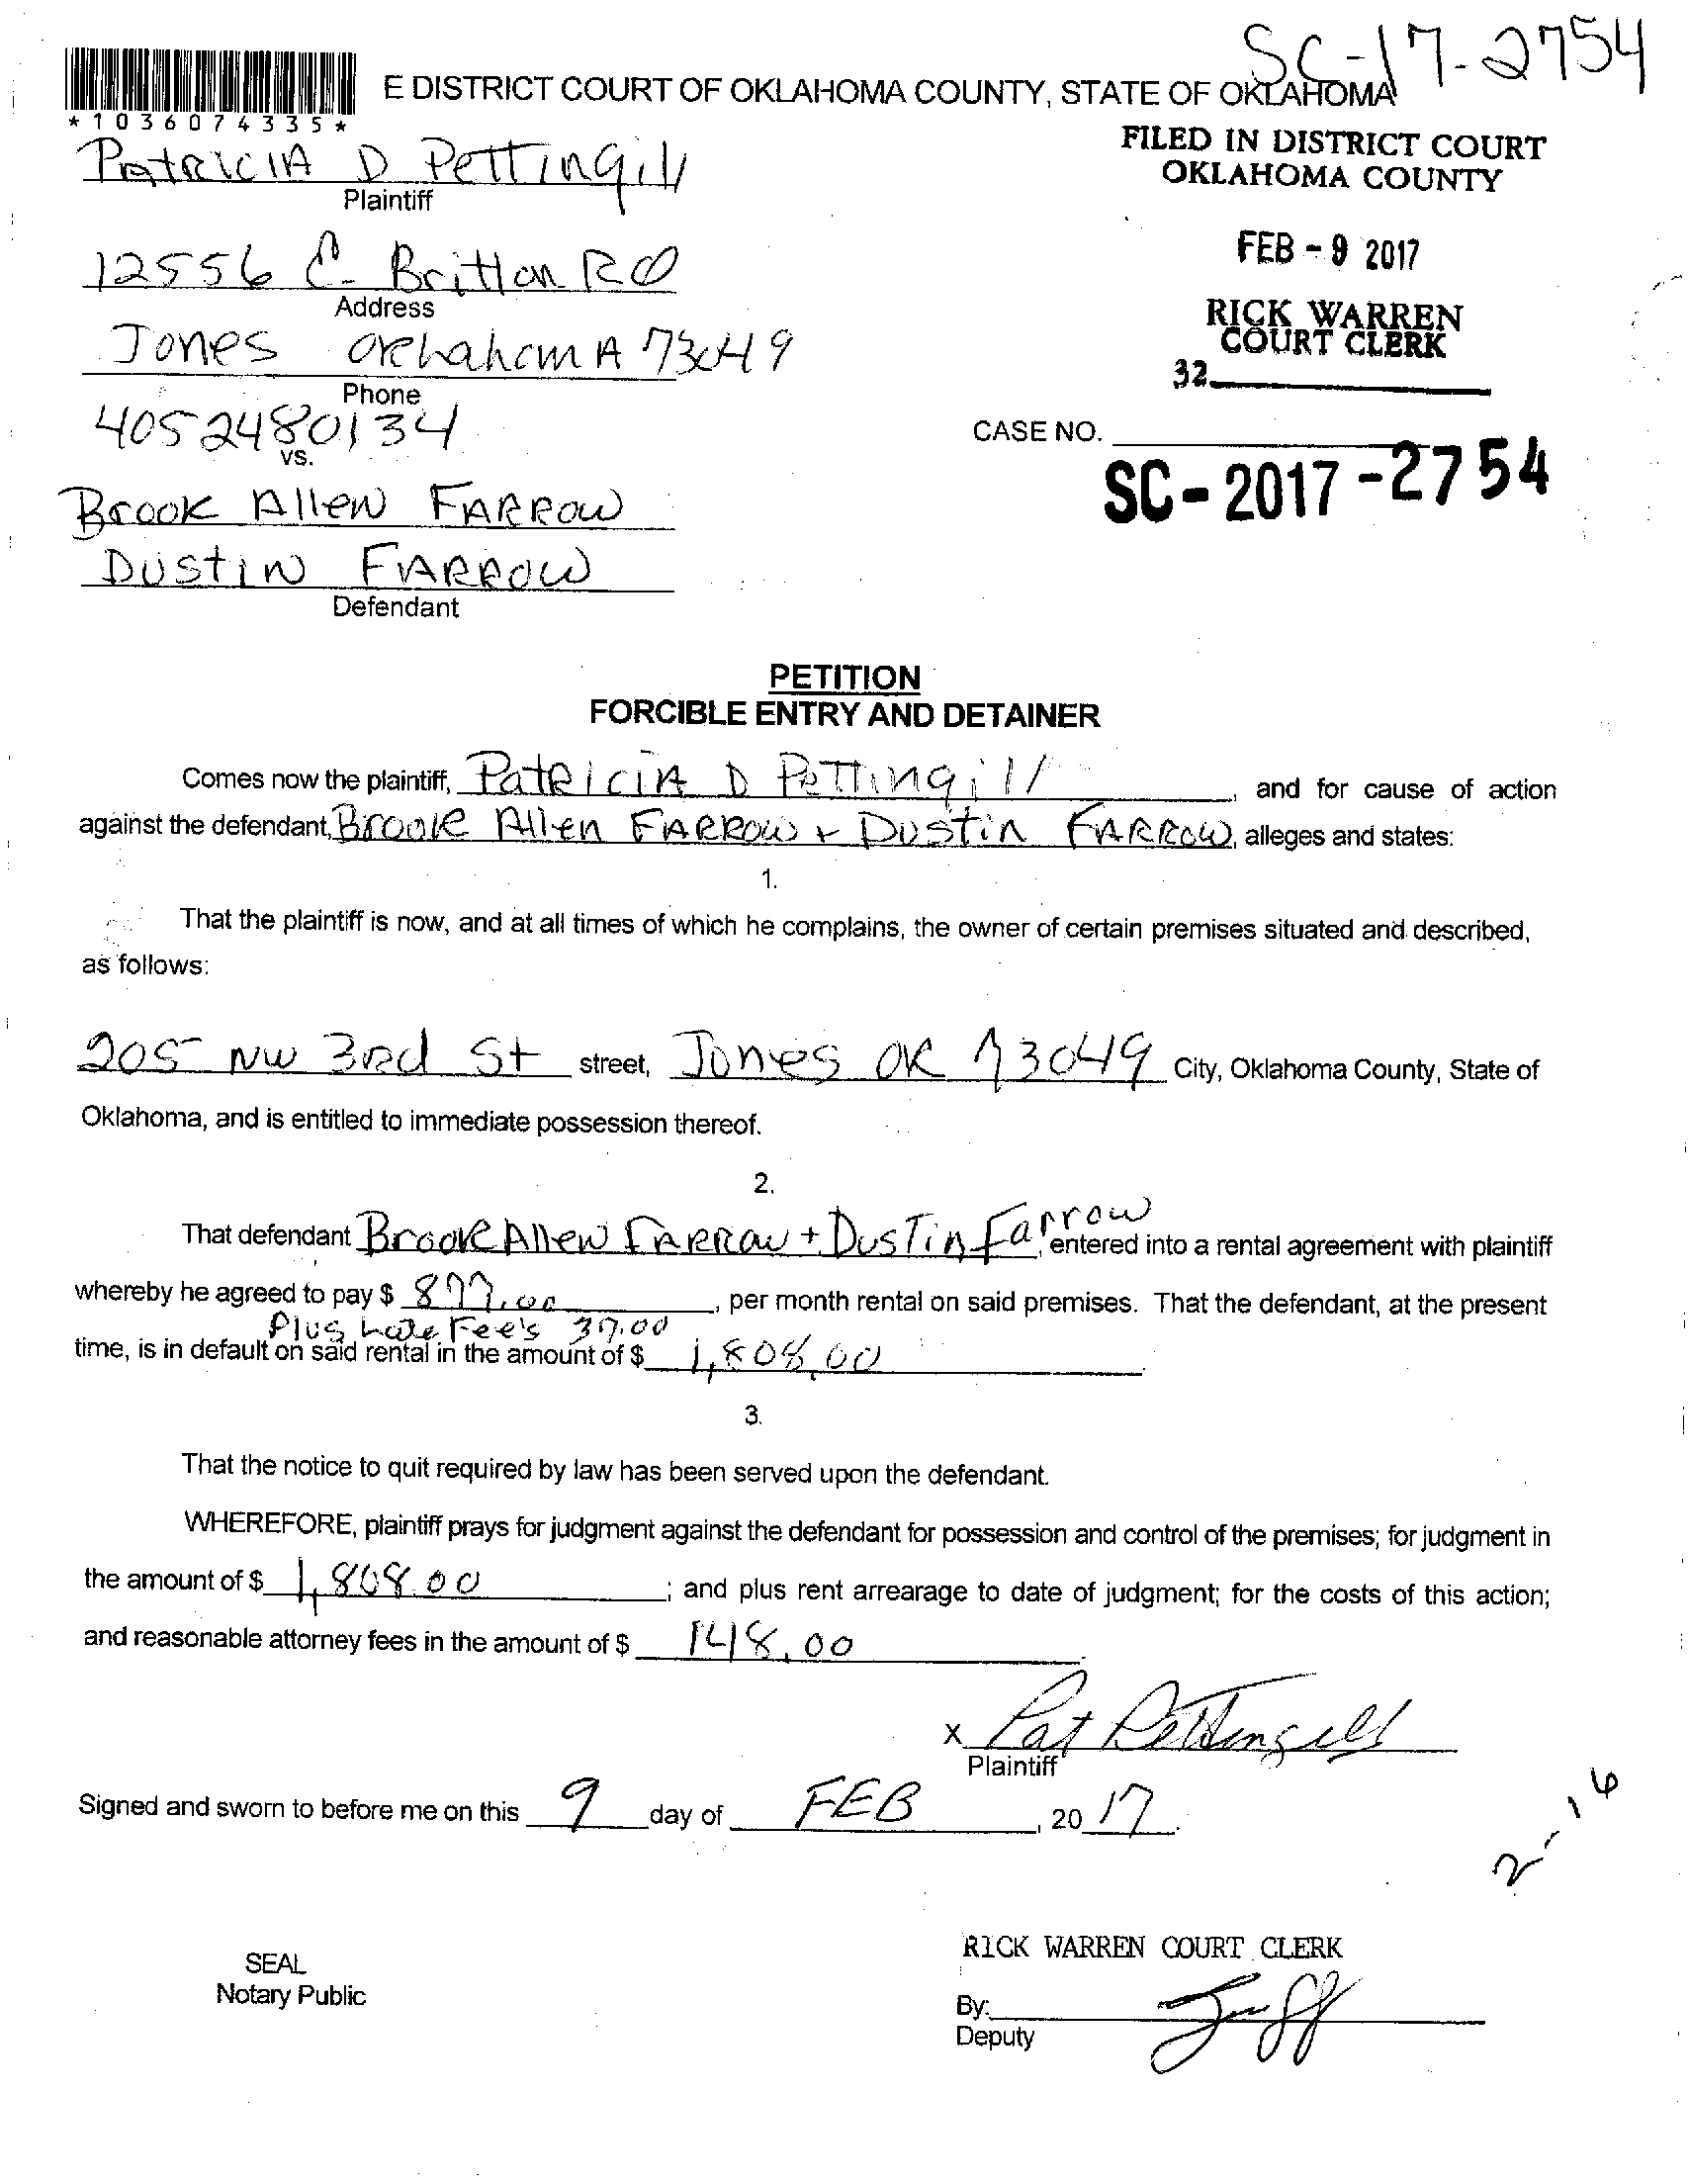 SC-17-2754
E DISTRICT COURT OF OKLAHOMA COUNTY, STATE OF OKLAHOMA
*1036074335*
FILED IN DISTRICT COURT
OKLAHOMA COUNTY
Patricia D Pettingill
Plaintiff
FEB - 9 2017
12556 E. Britton RD
Address
RICK WARREN
COURT CLERK
Jones Oklahoma 73049
32
Phone
4052480134
CASE NO.
vs.
SC-2017-2754
Brook Allen FARROW
DUSTIN FARROW
Defendant
PETITION
FORCIBLE ENTRY AND DETAINER
Comes now the plaintiff, Patricia D Pettingill, and for cause of action
against the defendant, Brook Allen FARROW + Dustin FARROW, alleges and states:
1.
That the plaintiff is now, and at all times of which he complains, the owner of certain premises situated and described,
as follows:
205 NW 3rd St street, Jones OK 73049 City, Oklahoma County, State of
Oklahoma, and is entitled to immediate possession thereof.
2.
That defendant Brook Allen FARROW + Dustin Farrow, entered into a rental agreement with plaintiff
whereby he agreed to pay $ 877.00, per month rental on said premises. That the defendant, at the present
Plus Late Fee's 37.00
time, is in default on said rental in the amount of $ 1,808.00
3.
That the notice to quit required by law has been served upon the defendant.
WHEREFORE, plaintiff prays for judgment against the defendant for possession and control of the premises; for judgment in
the amount of $ 1,808.00; and plus rent arrearage to date of judgment; for the costs of this action;
and reasonable attorney fees in the amount of $ 148.00
X Pat Pettingill
Plaintiff
Signed and sworn to before me on this 9 day of FEB, 2017.
2-16
RICK WARREN COURT CLERK
SEAL
Notary Public
By:
Deputy